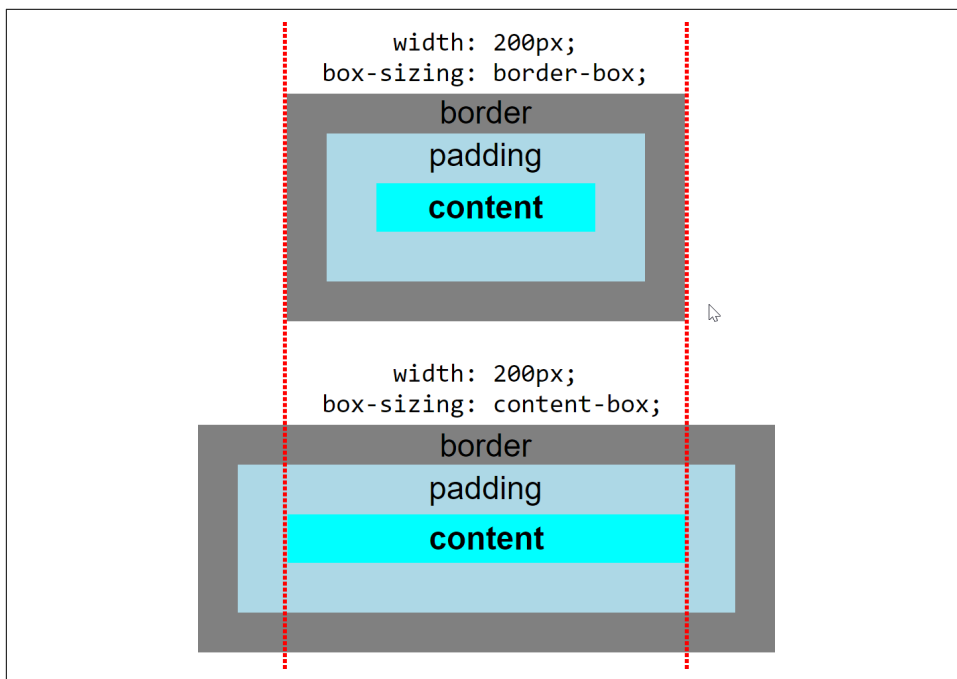 width: 200px;
box-sizing: border-box;
border
padding
content
width: 200px;
box-sizing: content-box;
border
padding
content